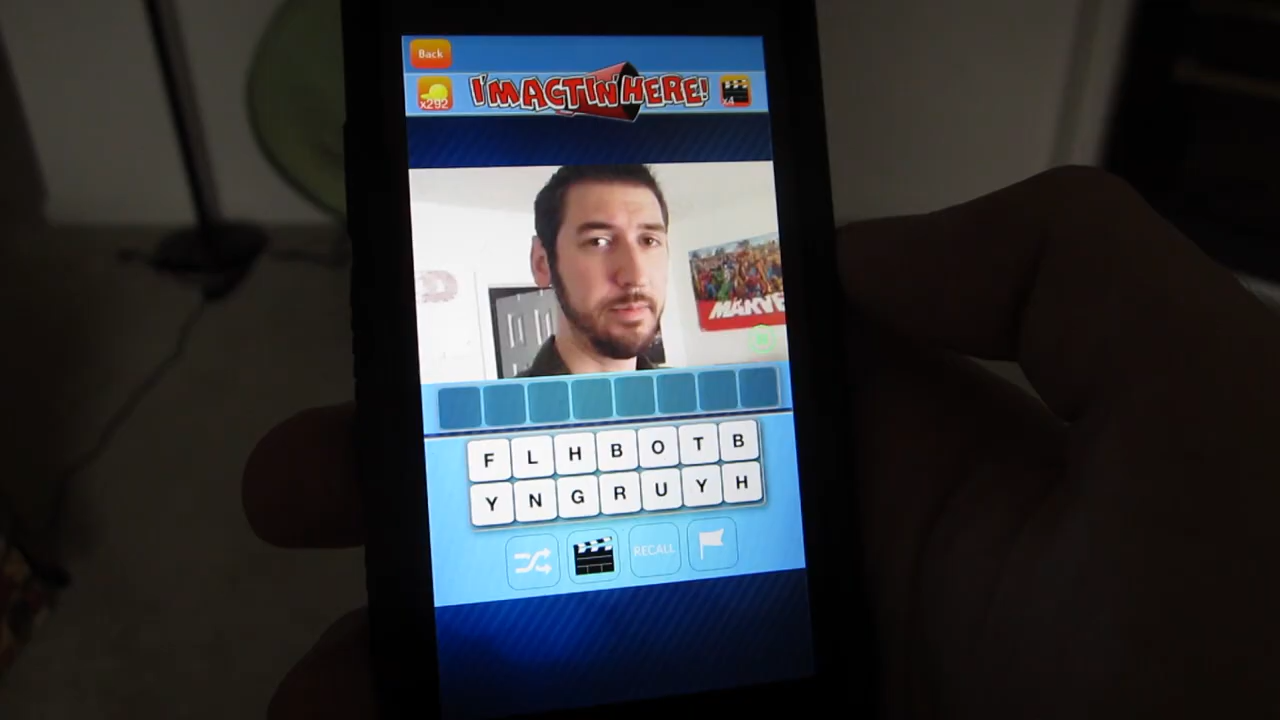 Back
x292
I'M ACTIN' HERE!
x4
MARVE
F L H B O T B
Y N G R U Y H
RECALL